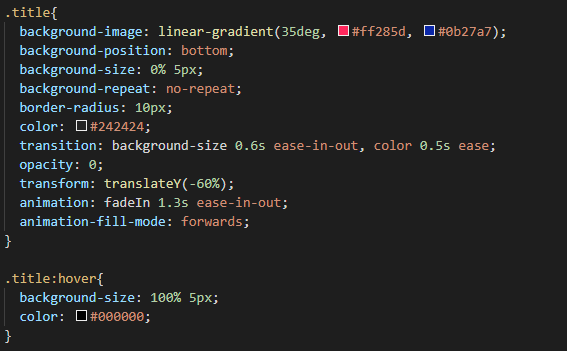 .title{
  background-image: linear-gradient(35deg, #ff285d, #0b27a7);
  background-position: bottom;
  background-size: 0% 5px;
  background-repeat: no-repeat;
  border-radius: 10px;
  color: #242424;
  transition: background-size 0.6s ease-in-out, color 0.5s ease;
  opacity: 0;
  transform: translateY(-60%);
  animation: fadeIn 1.3s ease-in-out;
  animation-fill-mode: forwards;
}

.title:hover{
  background-size: 100% 5px;
  color: #000000;
}